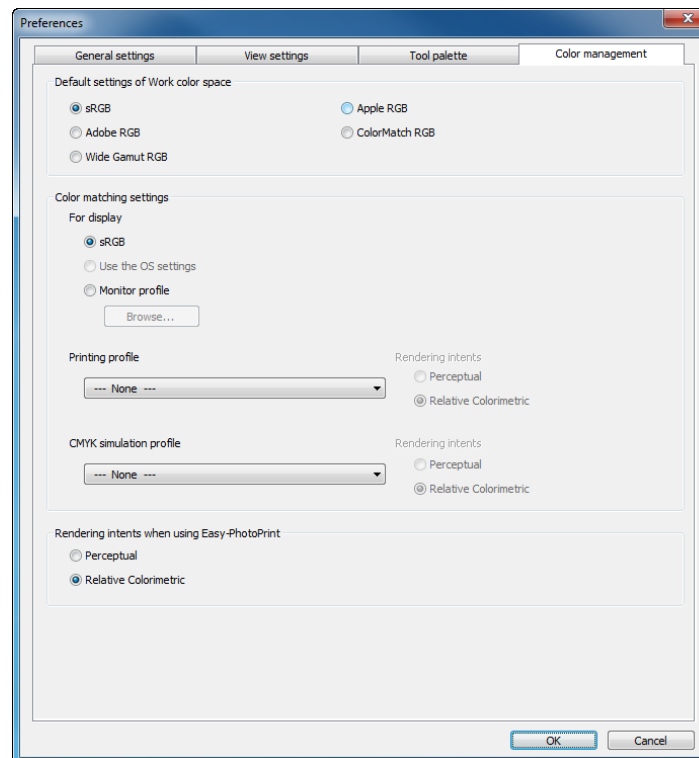 Preferences
General settings View settings Tool palette Color management
Default settings of Work color space
sRGB Apple RGB
Adobe RGB ColorMatch RGB
Wide Gamut RGB
Color matching settings
For display
sRGB
Use the OS settings
Monitor profile
Browse...
Printing profile Rendering intents
Perceptual
--- None ---
Relative Colorimetric
CMYK simulation profile Rendering intents
Perceptual
--- None ---
Relative Colorimetric
Rendering intents when using Easy-PhotoPrint
Perceptual
Relative Colorimetric
OK Cancel